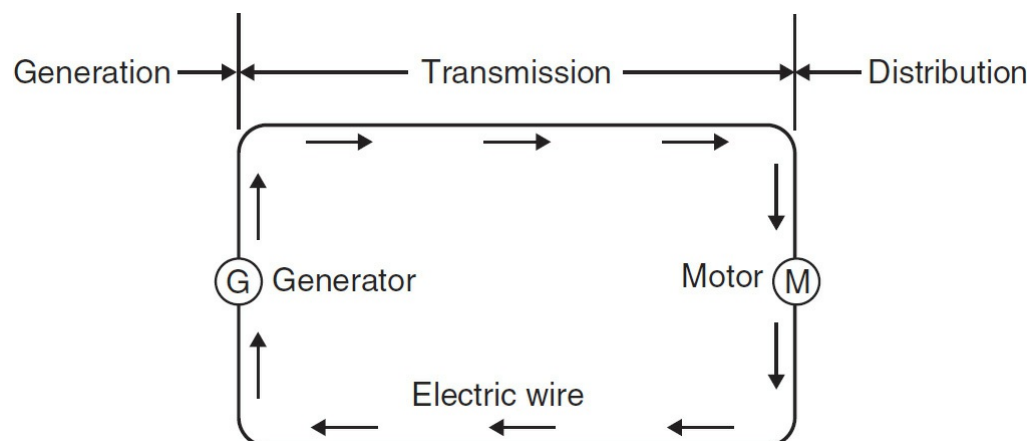 Generation Transmission Distribution
G Generator Motor M
Electric wire